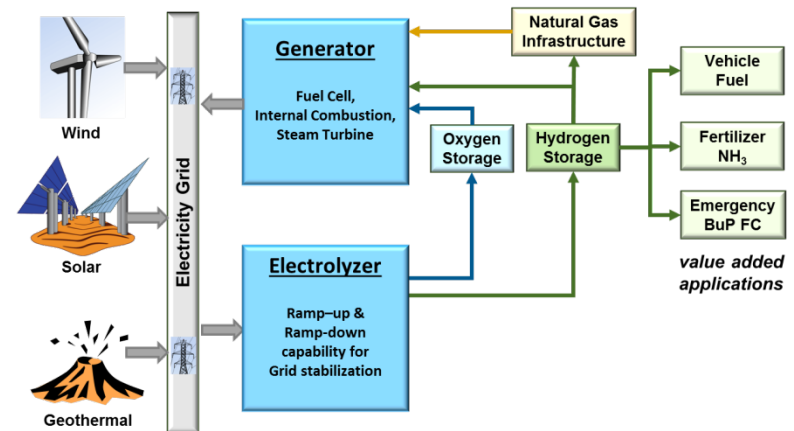 Wind
Solar
Geothermal
Electricity Grid
Generator
Fuel Cell,
Internal Combustion,
Steam Turbine
Electrolyzer
Ramp–up &
Ramp-down
capability for
Grid stabilization
Natural Gas
Infrastructure
Oxygen
Storage
Hydrogen
Storage
Vehicle
Fuel
Fertilizer
NH₃
Emergency
BuP FC
value added
applications